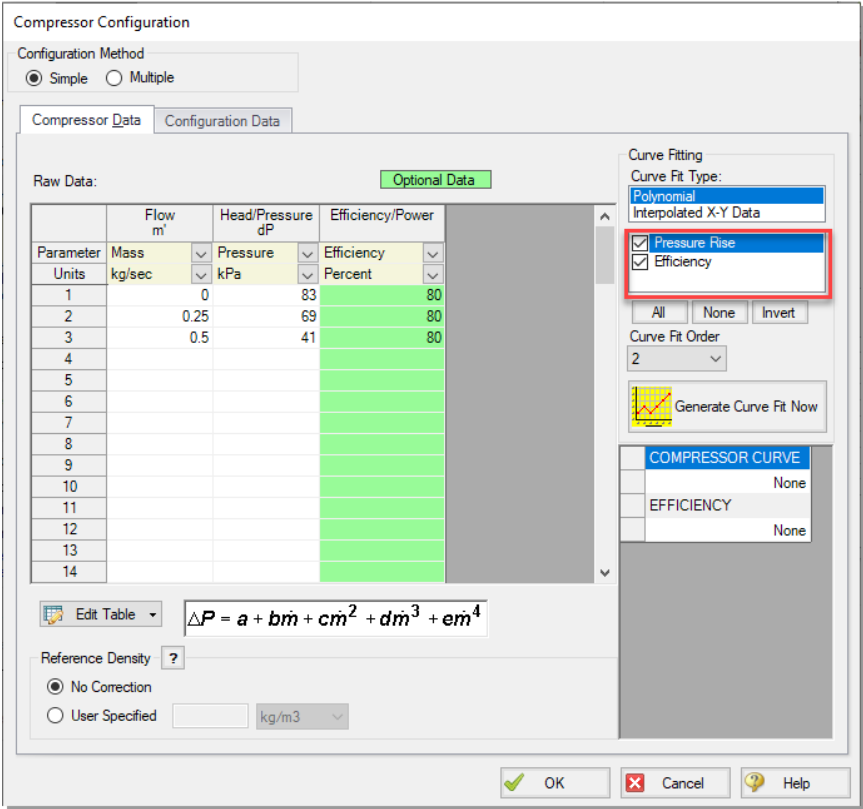 Compressor Configuration
Configuration Method
Simple Multiple
Compressor Data Configuration Data
Raw Data: Optional Data
Flow Head/Pressure Efficiency/Power
m' dP
Parameter Mass Pressure Efficiency
Units kg/sec kPa Percent
1 0 83 80
2 0.25 69 80
3 0.5 41 80
4
5
6
7
8
9
10
11
12
13
14
Edit Table
ΔP = a + bṁ + cṁ² + dṁ³ + eṁ⁴
Reference Density ?
No Correction
User Specified kg/m3
Curve Fitting
Curve Fit Type:
Polynomial
Interpolated X-Y Data
Pressure Rise
Efficiency
All None Invert
Curve Fit Order
2
Generate Curve Fit Now
COMPRESSOR CURVE
None
EFFICIENCY
None
OK Cancel Help